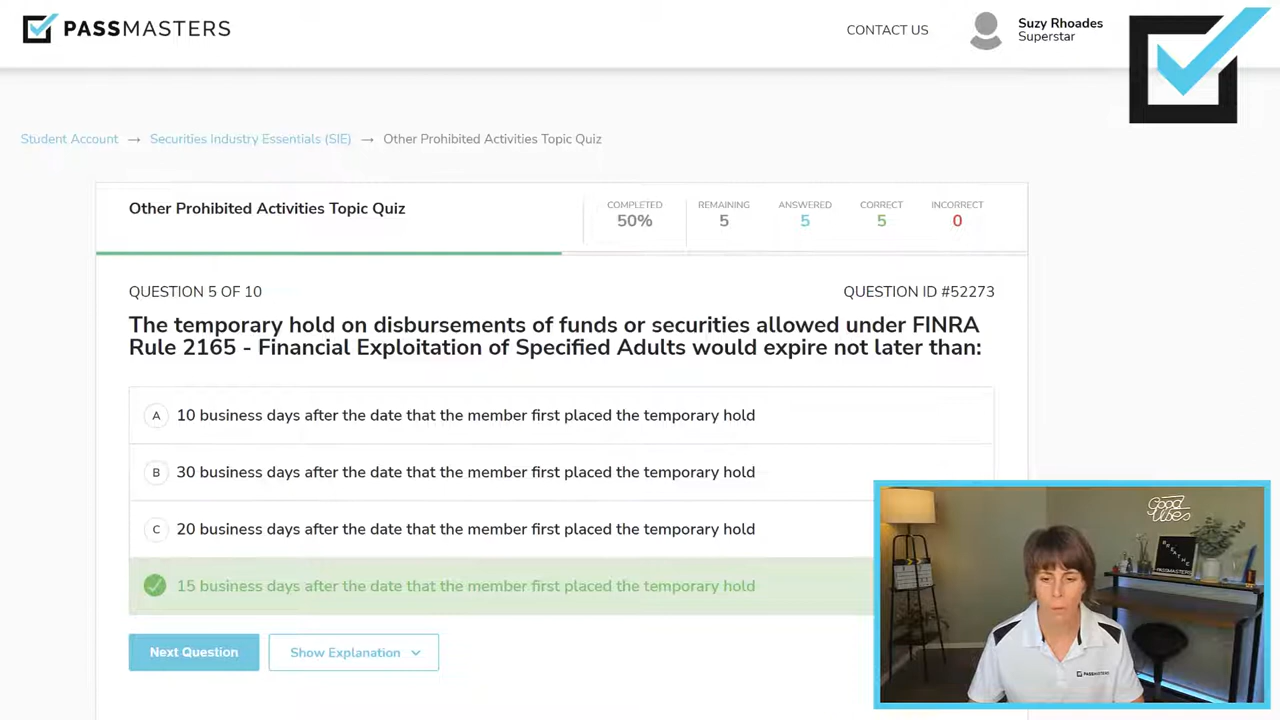 PASSMASTERS
CONTACT US
Suzy Rhoades
Superstar
Student Account → Securities Industry Essentials (SIE) → Other Prohibited Activities Topic Quiz
Other Prohibited Activities Topic Quiz
COMPLETED
50%
REMAINING
5
ANSWERED
5
CORRECT
5
INCORRECT
0
QUESTION 5 OF 10
QUESTION ID #52273
The temporary hold on disbursements of funds or securities allowed under FINRA
Rule 2165 - Financial Exploitation of Specified Adults would expire not later than:
A 10 business days after the date that the member first placed the temporary hold
B 30 business days after the date that the member first placed the temporary hold
C 20 business days after the date that the member first placed the temporary hold
15 business days after the date that the member first placed the temporary hold
Next Question
Show Explanation
BREATHE
PASSMASTERS
PASSMASTERS